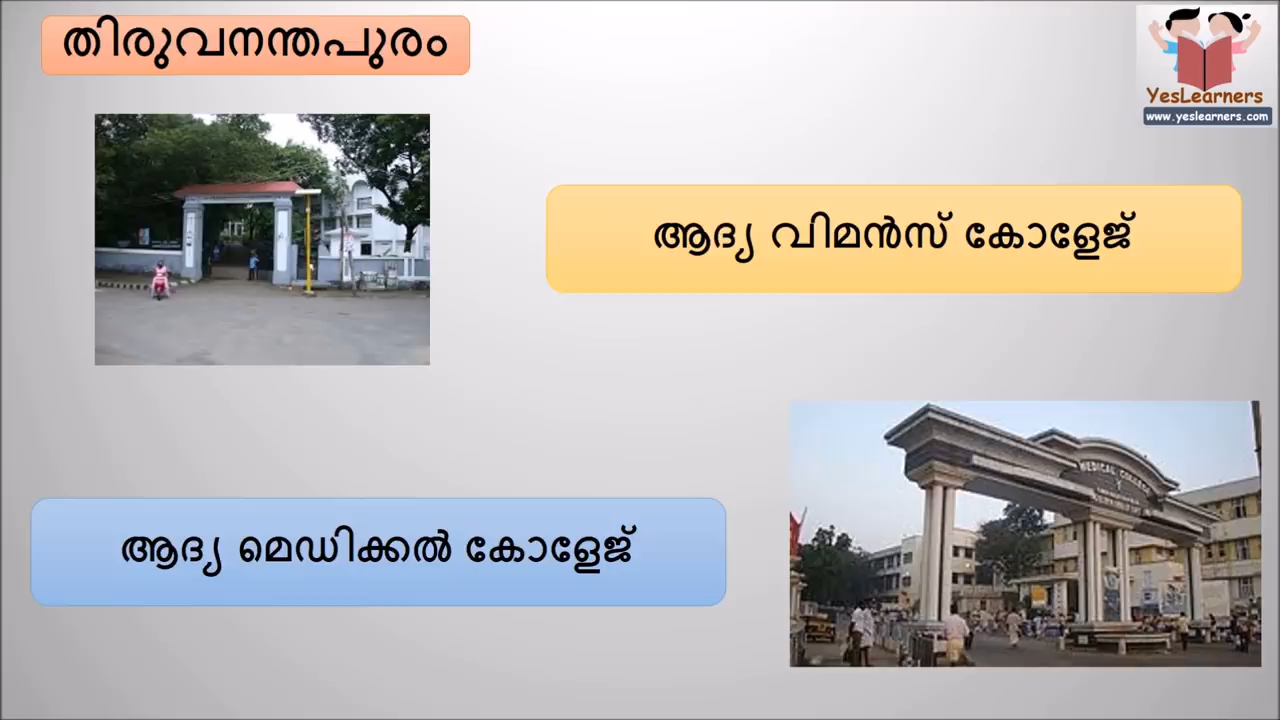 തിരുവനന്തപുരം
YesLearners
www.yeslearners.com
ആദ്യ വിമൻസ് കോളേജ്
ആദ്യ മെഡിക്കൽ കോളേജ്
MEDICAL COLLEGE